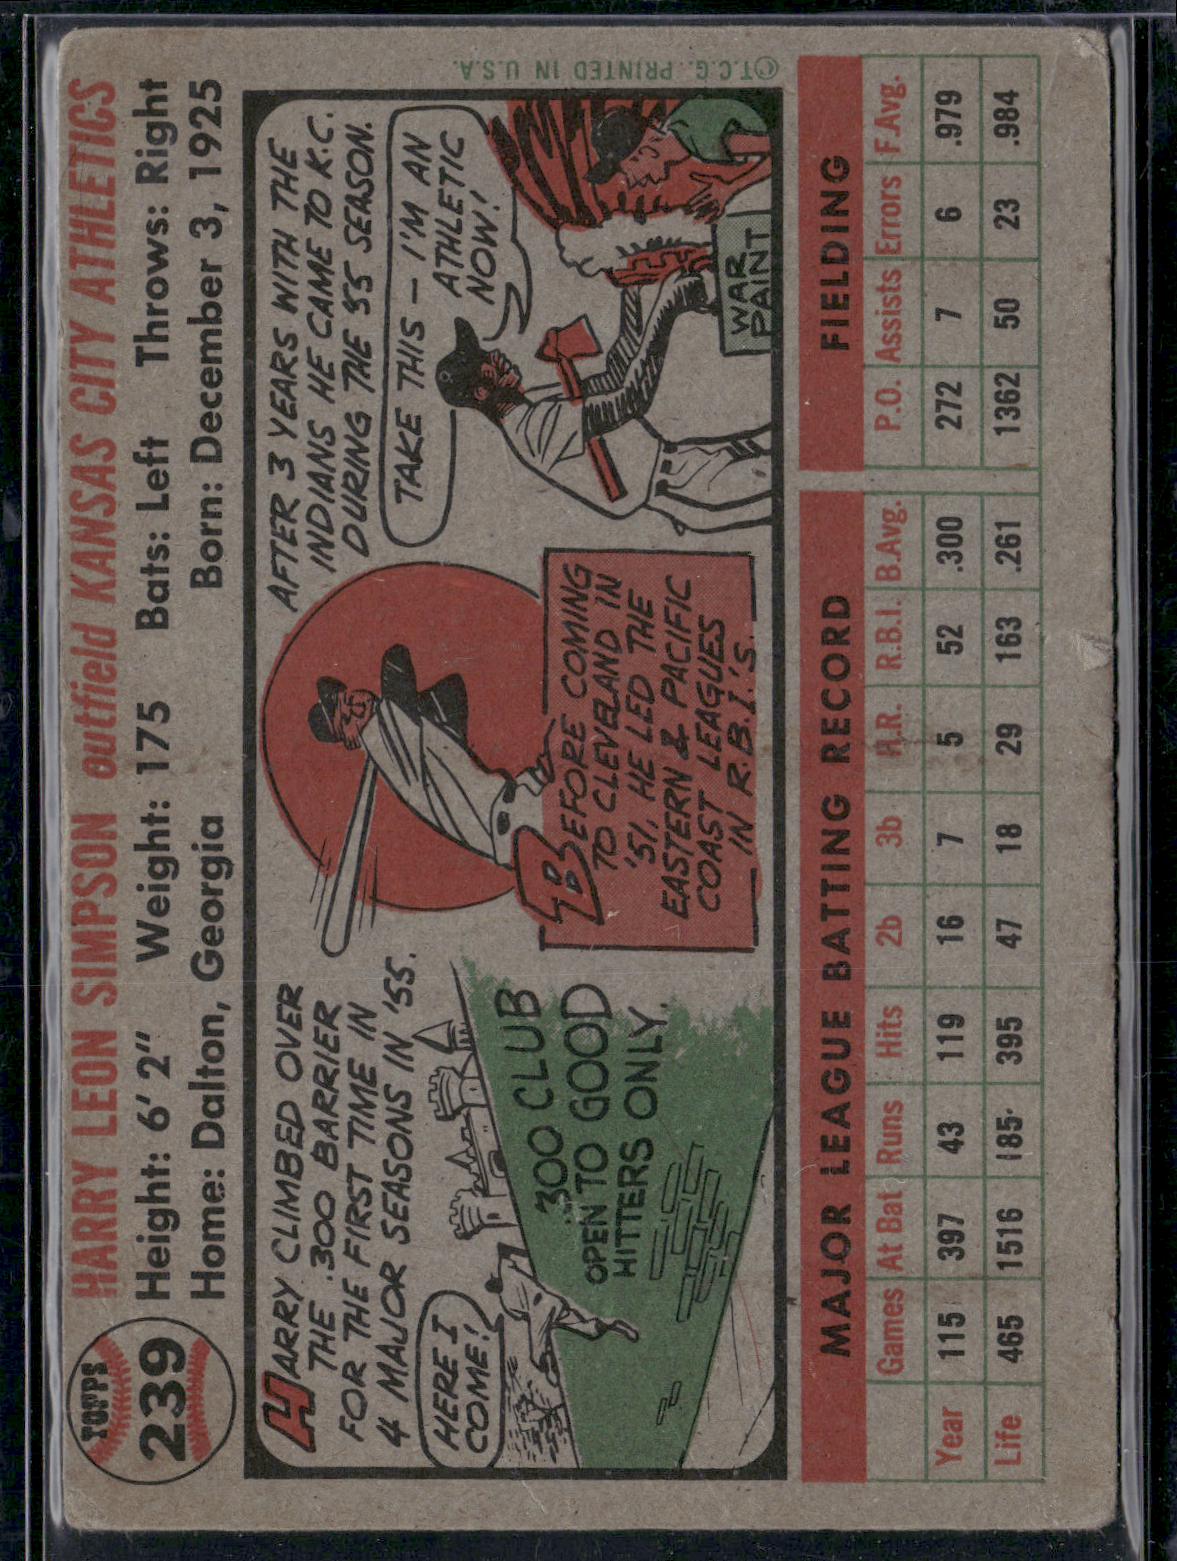 TOPPS
239
HARRY LEON SIMPSON outfield KANSAS CITY ATHLETICS
Height: 6' 2" Weight: 175 Bats: Left Throws: Right
Home: Dalton, Georgia Born: December 3, 1925
HARRY CLIMBED OVER
THE .300 BARRIER
FOR THE FIRST TIME IN
4 MAJOR SEASONS IN '55.
HERE I
COME!
.300 CLUB
OPEN TO GOOD
HITTERS ONLY.
BEFORE COMING
TO CLEVELAND IN
'51, HE LED THE
EASTERN & PACIFIC
COAST LEAGUES
IN R.B.I.'S.
AFTER 3 YEARS WITH THE
INDIANS HE CAME TO K.C.
DURING THE '55 SEASON.
TAKE THIS — I'M AN
ATHLETIC
NOW!
WAR
PAINT
©T.C.G. PRINTED IN U.S.A.
MAJOR LEAGUE BATTING RECORD FIELDING
Games At Bat Runs Hits 2b 3b H.R. R.B.I. B.Avg. P.O. Assists Errors F.Avg.
Year 115 397 43 119 16 7 5 52 .300 272 7 6 .979
Life 465 1516 185 395 47 18 29 163 .261 1362 50 23 .984